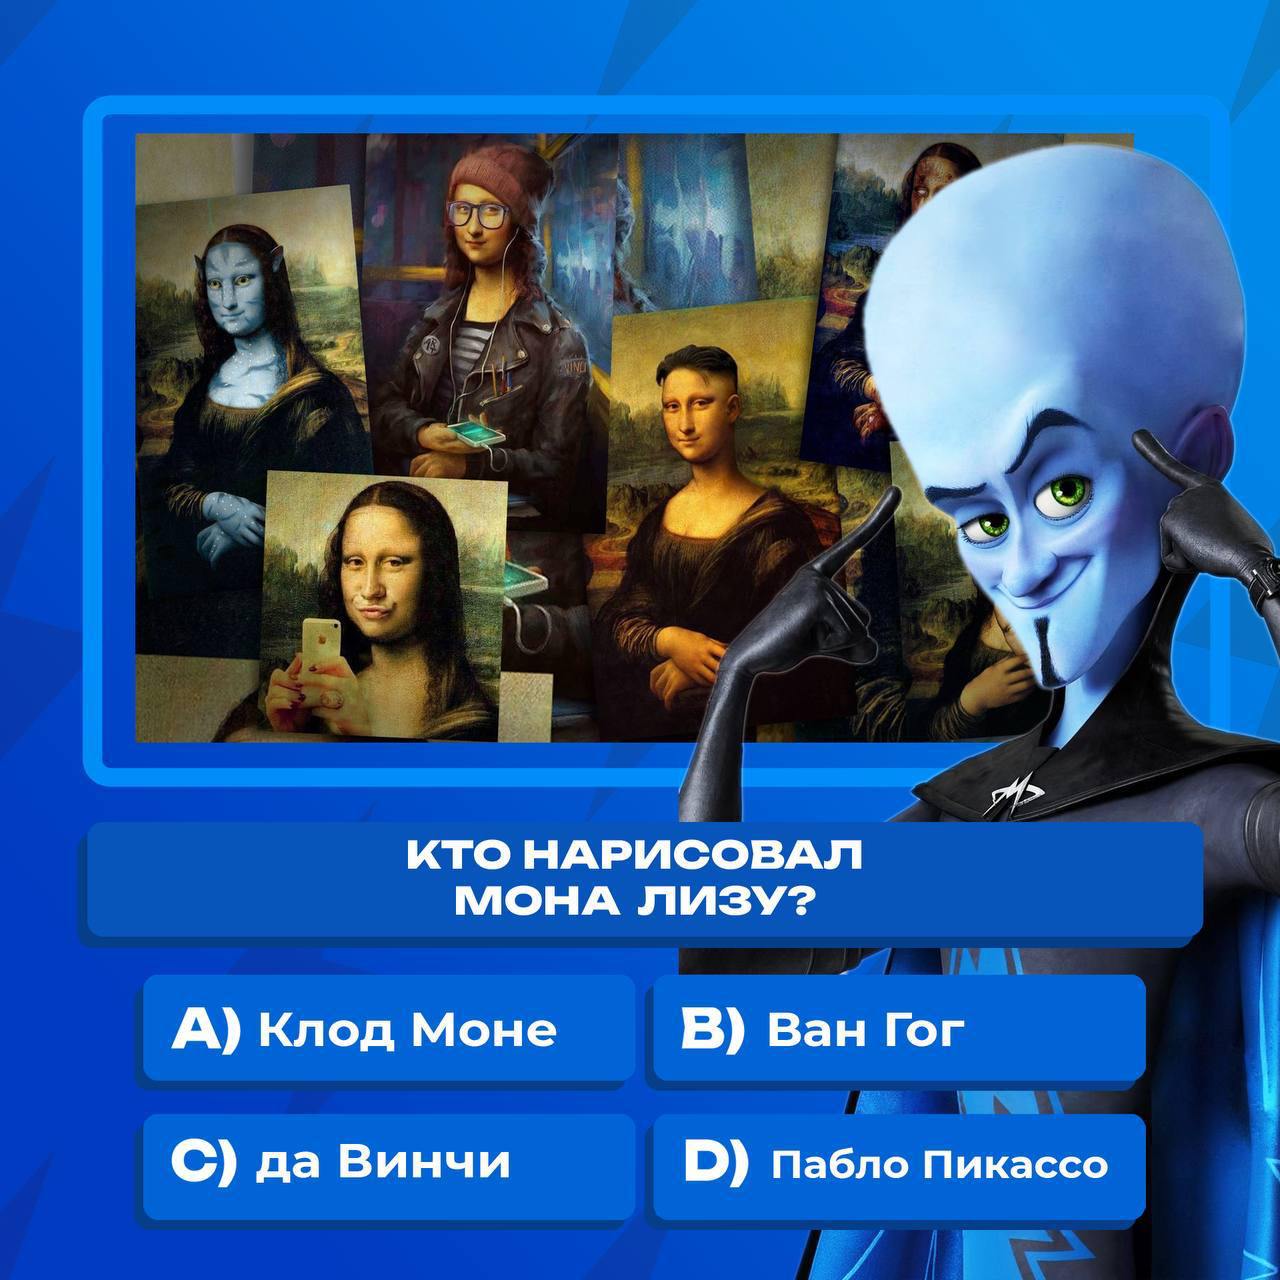 КТО НАРИСОВАЛ
МОНА ЛИЗУ?
A) Клод Моне
B) Ван Гог
C) да Винчи
D) Пабло Пикассо